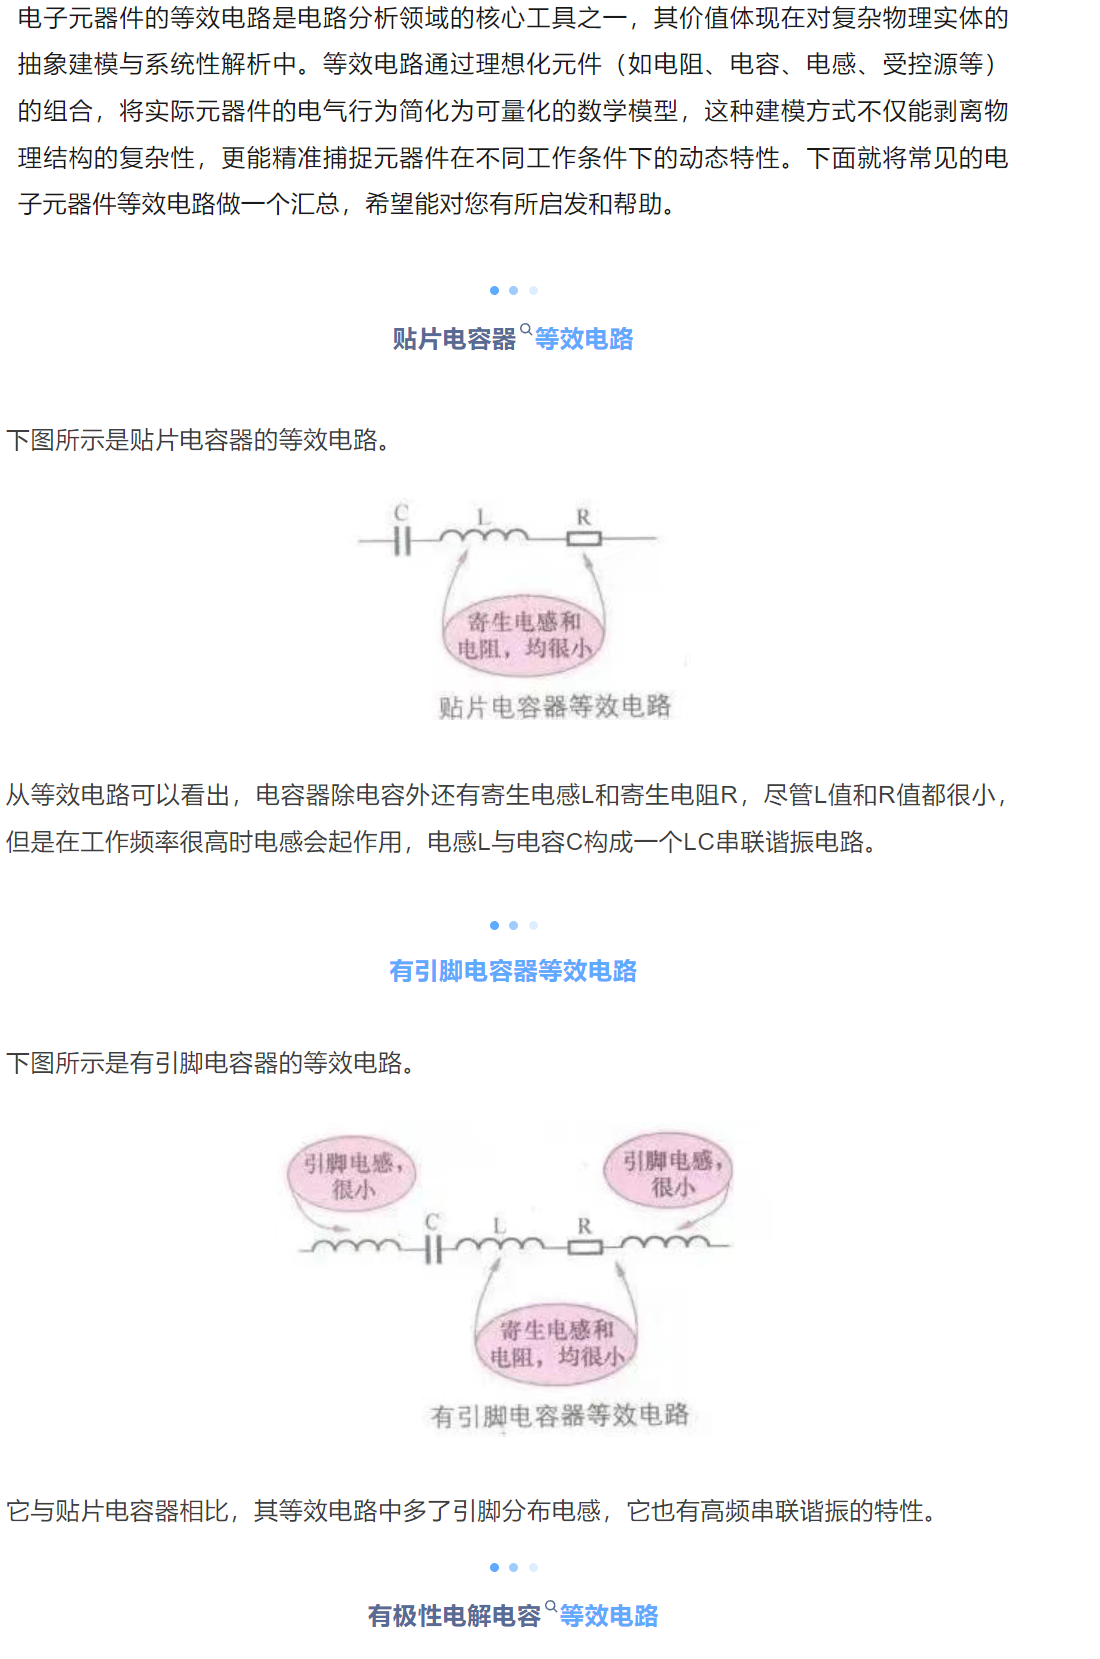 电子元器件的等效电路是电路分析领域的核心工具之一，其价值体现在对复杂物理实体的
抽象建模与系统性解析中。等效电路通过理想化元件（如电阻、电容、电感、受控源等）
的组合，将实际元器件的电气行为简化为可量化的数学模型，这种建模方式不仅能剥离物
理结构的复杂性，更能精准捕捉元器件在不同工作条件下的动态特性。下面就将常见的电
子元器件等效电路做一个汇总，希望能对您有所启发和帮助。
贴片电容器等效电路
下图所示是贴片电容器的等效电路。
C L R
寄生电感和
电阻，均很小
贴片电容器等效电路
从等效电路可以看出，电容器除电容外还有寄生电感L和寄生电阻R，尽管L值和R值都很小，
但是在工作频率很高时电感会起作用，电感L与电容C构成一个LC串联谐振电路。
有引脚电容器等效电路
下图所示是有引脚电容器的等效电路。
引脚电感，
很小
引脚电感，
很小
C L R
寄生电感和
电阻，均很小
有引脚电容器等效电路
它与贴片电容器相比，其等效电路中多了引脚分布电感，它也有高频串联谐振的特性。
有极性电解电容等效电路